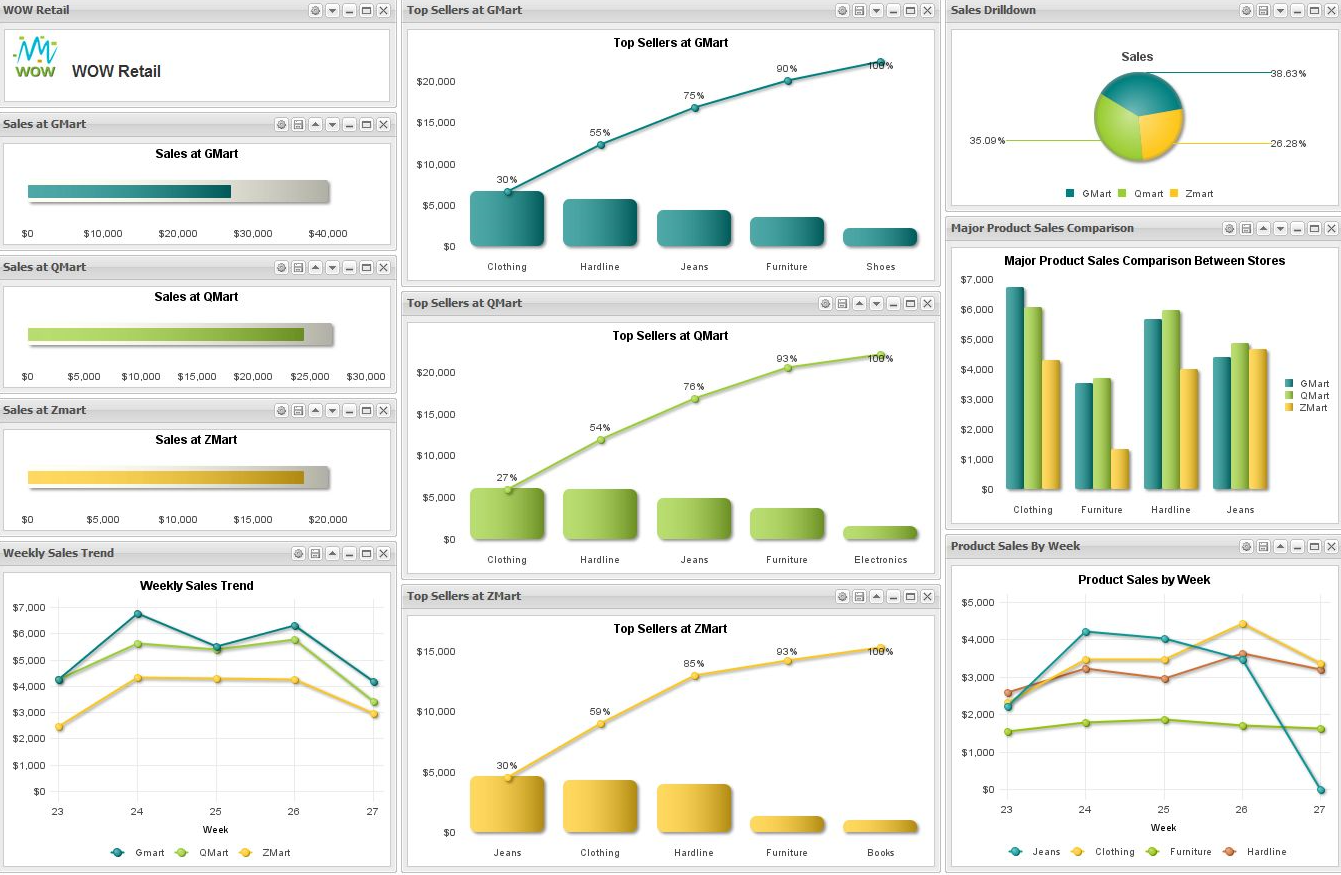 WOW Retail
WOW
WOW Retail
Sales at GMart
Sales at GMart
$0 $10,000 $20,000 $30,000 $40,000
Sales at QMart
Sales at QMart
$0 $5,000 $10,000 $15,000 $20,000 $25,000 $30,000
Sales at Zmart
Sales at ZMart
$0 $5,000 $10,000 $15,000 $20,000
Weekly Sales Trend
Weekly Sales Trend
$7,000
$6,000
$5,000
$4,000
$3,000
$2,000
$1,000
$0
23 24 25 26 27
Week
Gmart QMart ZMart
Top Sellers at GMart
Top Sellers at GMart
$20,000
$15,000
$10,000
$5,000
$0
30% 55% 75% 90% 100%
Clothing Hardline Jeans Furniture Shoes
Top Sellers at QMart
Top Sellers at QMart
$20,000
$15,000
$10,000
$5,000
$0
27% 54% 76% 93% 100%
Clothing Hardline Jeans Furniture Electronics
Top Sellers at ZMart
Top Sellers at ZMart
$15,000
$10,000
$5,000
$0
30% 59% 85% 93% 100%
Jeans Clothing Hardline Furniture Books
Sales Drilldown
Sales
38.63%
35.09%
26.28%
GMart Qmart Zmart
Major Product Sales Comparison
Major Product Sales Comparison Between Stores
$7,000
$6,000
$5,000
$4,000
$3,000
$2,000
$1,000
$0
Clothing Furniture Hardline Jeans
GMart
QMart
ZMart
Product Sales By Week
Product Sales by Week
$5,000
$4,000
$3,000
$2,000
$1,000
$0
23 24 25 26 27
Week
Jeans Clothing Furniture Hardline